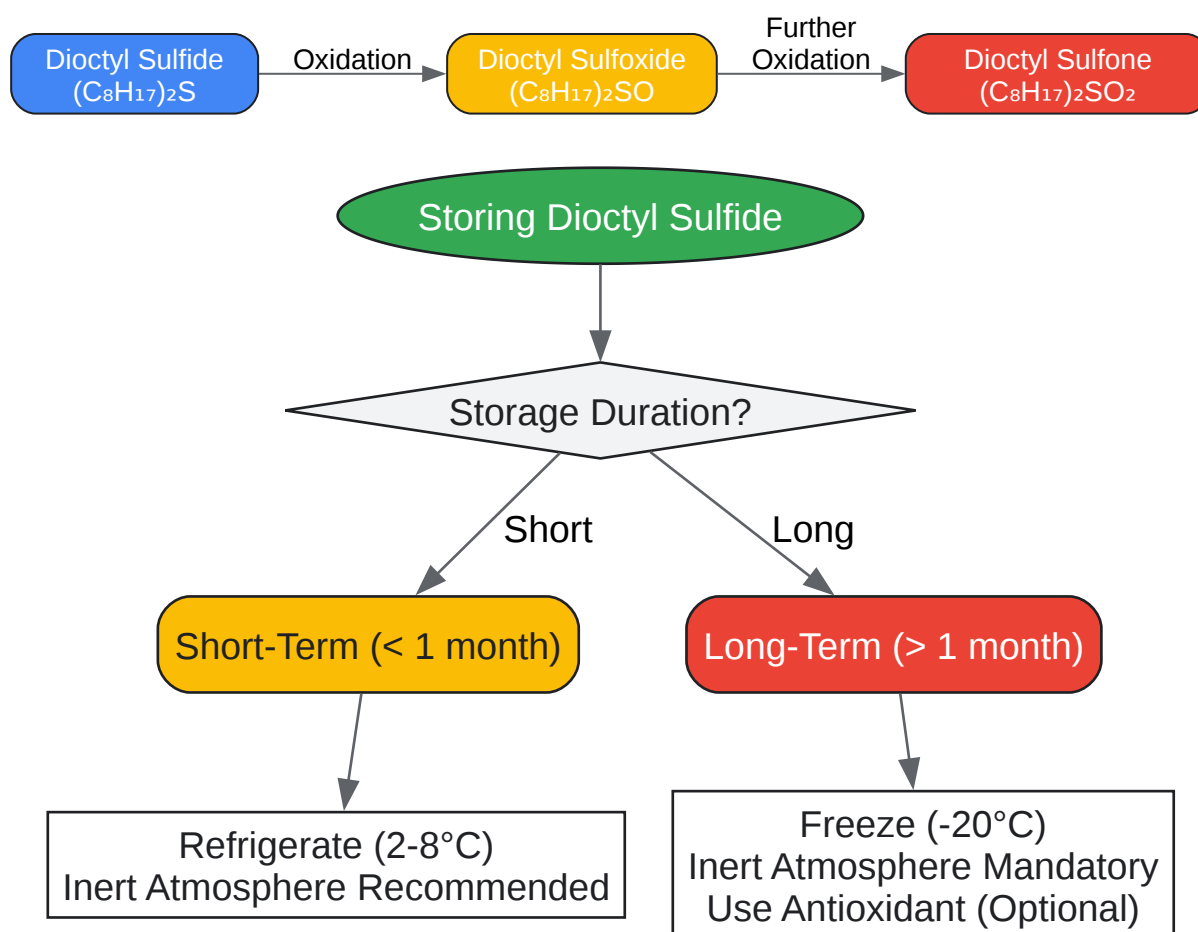 Dioctyl Sulfide
(C₈H₁₇)₂S
Oxidation
Dioctyl Sulfoxide
(C₈H₁₇)₂SO
Further
Oxidation
Dioctyl Sulfone
(C₈H₁₇)₂SO₂
Storing Dioctyl Sulfide
Storage Duration?
Short
Long
Short-Term (< 1 month)
Long-Term (> 1 month)
Refrigerate (2-8°C)
Inert Atmosphere Recommended
Freeze (-20°C)
Inert Atmosphere Mandatory
Use Antioxidant (Optional)